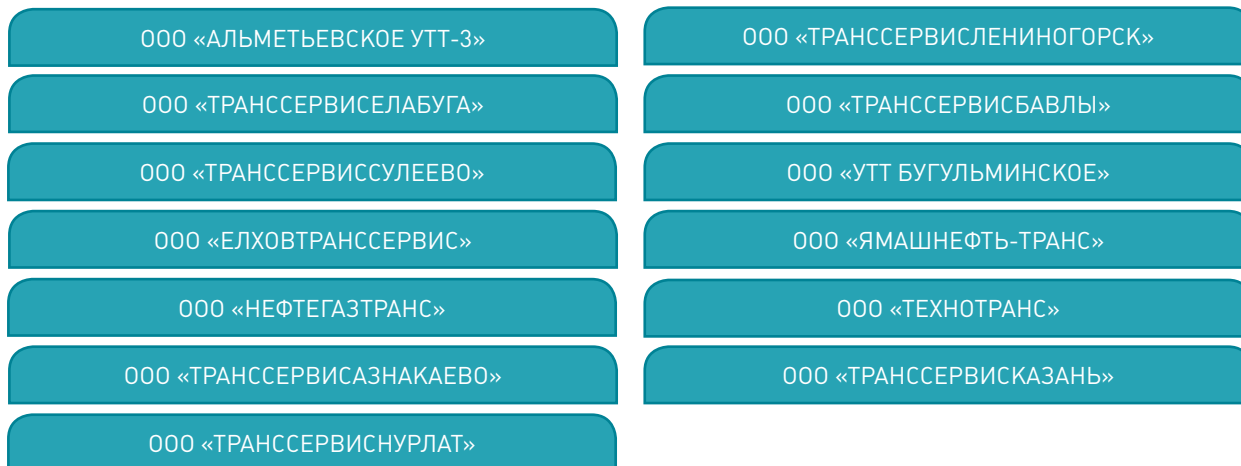 ООО «АЛЬМЕТЬЕВСКОЕ УТТ-3»
ООО «ТРАНССЕРВИСЕЛАБУГА»
ООО «ТРАНССЕРВИССУЛЕЕВО»
ООО «ЕЛХОВТРАНССЕРВИС»
ООО «НЕФТЕГАЗТРАНС»
ООО «ТРАНССЕРВИСАЗНАКАЕВО»
ООО «ТРАНССЕРВИСНУРЛАТ»
ООО «ТРАНССЕРВИСЛЕНИНОГОРСК»
ООО «ТРАНССЕРВИСБАВЛЫ»
ООО «УТТ БУГУЛЬМИНСКОЕ»
ООО «ЯМАШНЕФТЬ-ТРАНС»
ООО «ТЕХНОТРАНС»
ООО «ТРАНССЕРВИСКАЗАНЬ»